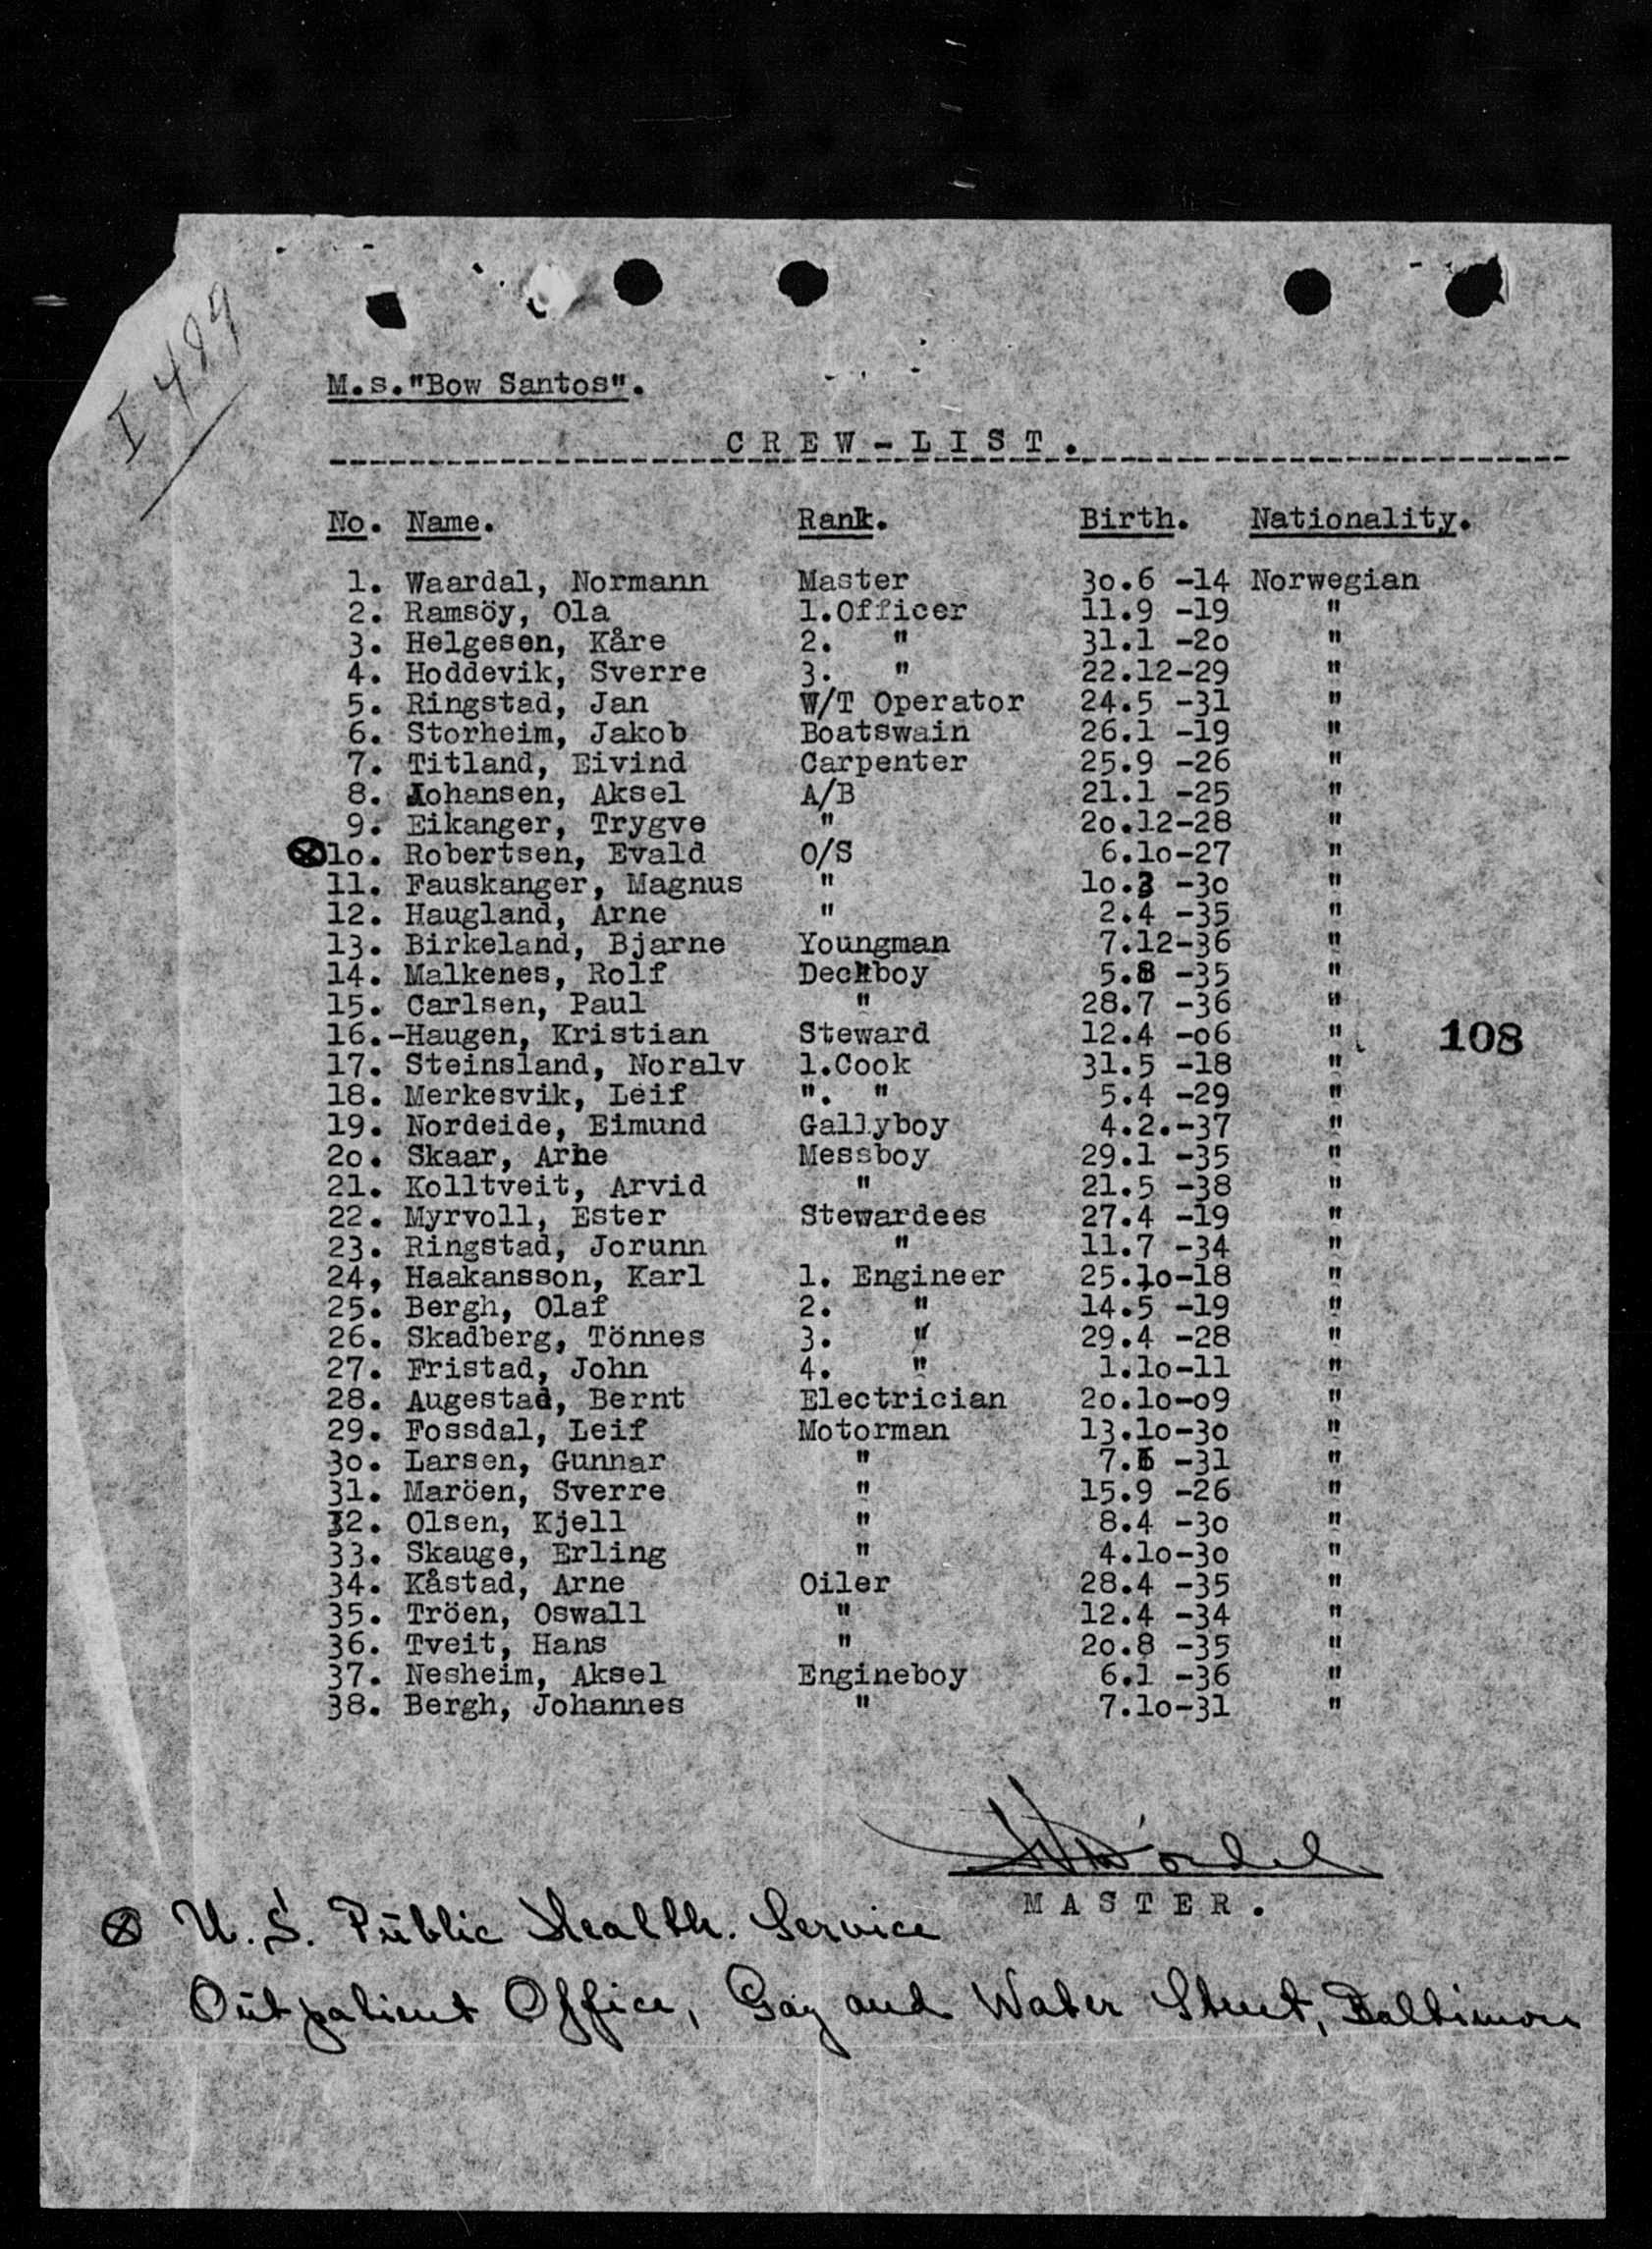 I 489
M.s."Bow Santos".
CREW-LIST.
No. Name. Rank. Birth. Nationality.
1. Waardal, Normann Master 30.6 -14 Norwegian
2. Ramsöy, Ola 1.Officer 11.9 -19 "
3. Helgesen, Kåre 2. " 31.1 -20 "
4. Hoddevik, Sverre 3. " 22.12-29 "
5. Ringstad, Jan W/T Operator 24.5 -31 "
6. Storheim, Jakob Boatswain 26.1 -19 "
7. Titland, Eivind Carpenter 25.9 -26 "
8. Johansen, Aksel A/B 21.1 -25 "
9. Eikanger, Trygve " 20.12-28 "
10. Robertsen, Evald O/S 6.10-27 "
11. Fauskanger, Magnus " 10.3 -30 "
12. Haugland, Arne " 2.4 -35 "
13. Birkeland, Bjarne Youngman 7.12-36 "
14. Malkenes, Rolf Deckboy 5.8 -35 "
15. Carlsen, Paul " 28.7 -36 "
16.-Haugen, Kristian Steward 12.4 -06 " 108
17. Steinsland, Noralv 1.Cook 31.5 -18 "
18. Merkesvik, Leif ". " 5.4 -29 "
19. Nordeide, Eimund Gallyboy 4.2.-37 "
20. Skaar, Arne Messboy 29.1 -35 "
21. Kolltveit, Arvid " 21.5 -38 "
22. Myrvoll, Ester Stewardees 27.4 -19 "
23. Ringstad, Jorunn " 11.7 -34 "
24, Haakansson, Karl 1. Engineer 25.10-18 "
25. Bergh, Olaf 2. " 14.5 -19 "
26. Skadberg, Tönnes 3. " 29.4 -28 "
27. Fristad, John 4. " 1.10-11 "
28. Augestad, Bernt Electrician 20.10-09 "
29. Fossdal, Leif Motorman 13.10-30 "
30. Larsen, Gunnar " -31 "
31. Maröen, Sverre " 15.9 -26 "
32. Olsen, Kjell " 8.4 -30 "
33. Skauge, Erling " 4.10-30 "
34. Kåstad, Arne Oiler 28.4 -35 "
35. Tröen, Oswall " 12.4 -34 "
36. Tveit, Hans " 20.8 -35 "
37. Nesheim, Aksel Engineboy 6.1 -36 "
38. Bergh, Johannes " 7.10-31 "
MASTER.
U.S. Public Health. Service
Outpatient Office, Gay and Water Street, Baltimore